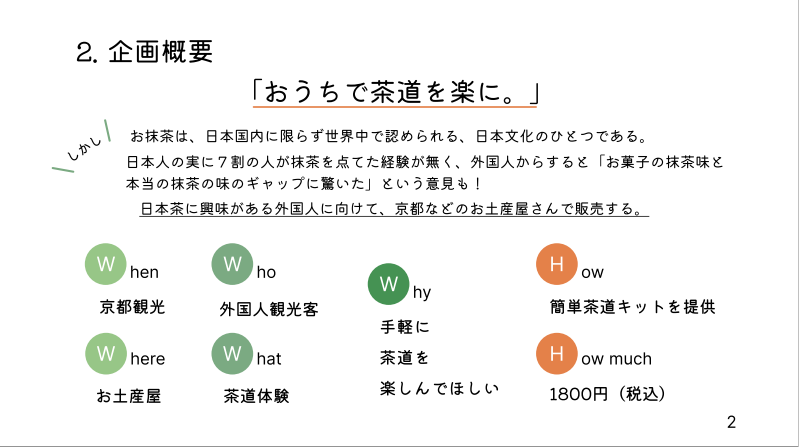 2. 企画概要
「おうちで茶道を楽に。」
しかし
お抹茶は、日本国内に限らず世界中で認められる、日本文化のひとつである。
日本人の実に７割の人が抹茶を点てた経験が無く、外国人からすると「お菓子の抹茶味と
本当の抹茶の味のギャップに驚いた」という意見も！
日本茶に興味がある外国人に向けて、京都などのお土産屋さんで販売する。
When
京都観光
Who
外国人観光客
Why
手軽に
茶道を
楽しんでほしい
How
簡単茶道キットを提供
Where
お土産屋
What
茶道体験
How much
1800円（税込）
2